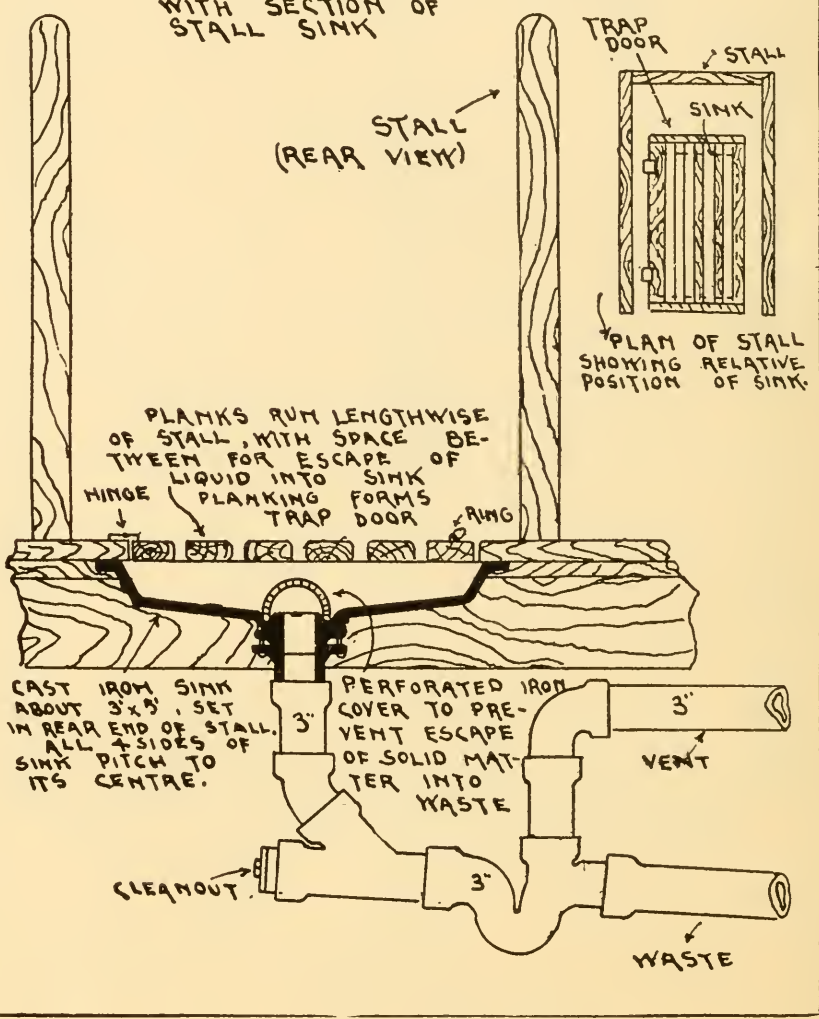 WITH SECTION OF
STALL SINK
TRAP
DOOR
STALL
SINK
STALL
(REAR VIEW)
PLAN OF STALL
SHOWING RELATIVE
POSITION OF SINK.
PLANKS RUN LENGTHWISE
OF STALL, WITH SPACE BE-
TWEEN FOR ESCAPE OF
LIQUID INTO SINK
HINGE PLANKING FORMS
TRAP DOOR
RING
CAST IRON SINK
ABOUT 3'x5', SET
IN REAR END OF STALL.
ALL 4 SIDES OF
SINK PITCH TO
ITS CENTRE.
3"
PERFORATED IRON
COVER TO PRE-
VENT ESCAPE
OF SOLID MAT-
TER INTO
WASTE
3"
VENT
CLEANOUT
3"
WASTE